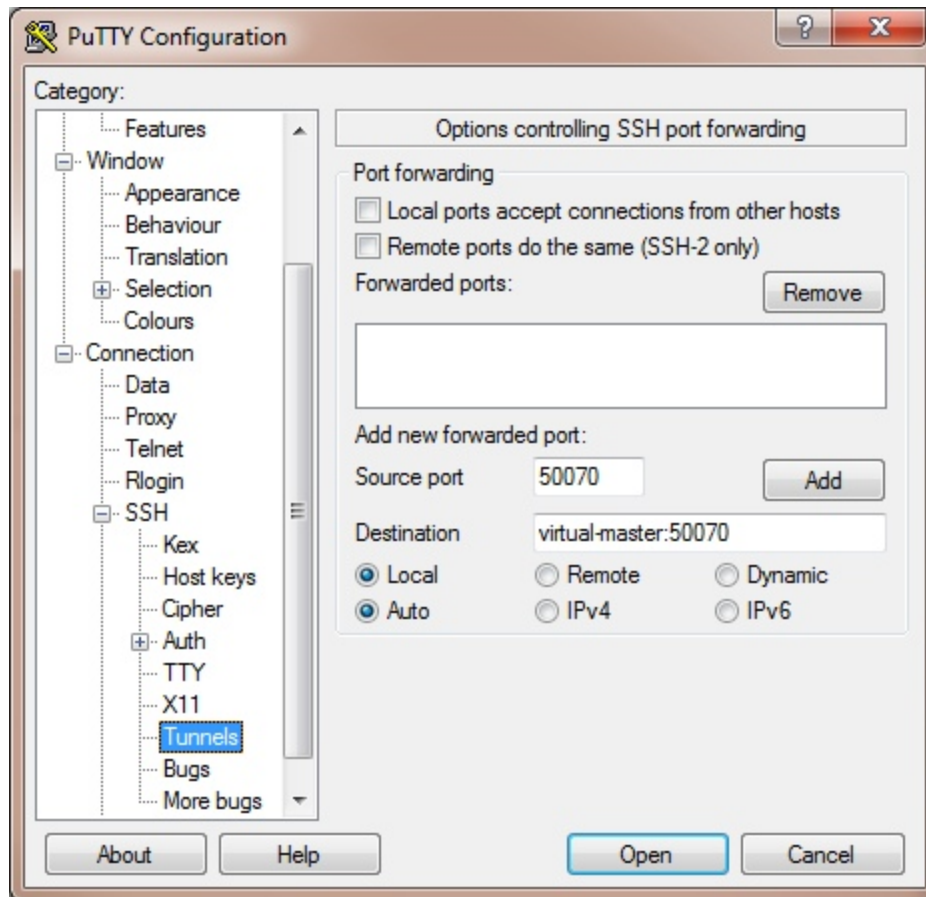 PuTTY Configuration
Category:
Features
Window
Appearance
Behaviour
Translation
Selection
Colours
Connection
Data
Proxy
Telnet
Rlogin
SSH
Kex
Host keys
Cipher
Auth
TTY
X11
Tunnels
Bugs
More bugs
Options controlling SSH port forwarding
Port forwarding
Local ports accept connections from other hosts
Remote ports do the same (SSH-2 only)
Forwarded ports:
Remove
Add new forwarded port:
Source port 50070 Add
Destination virtual-master:50070
Local Remote Dynamic
Auto IPv4 IPv6
About Help Open Cancel